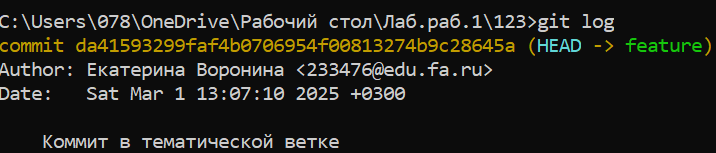 C:\Users\078\OneDrive\Рабочий стол\Лаб.раб.1\123>git log
commit da41593299faf4b0706954f00813274b9c28645a (HEAD -> feature)
Author: Екатерина Воронина <233476@edu.fa.ru>
Date:   Sat Mar 1 13:07:10 2025 +0300
    Коммит в тематической ветке